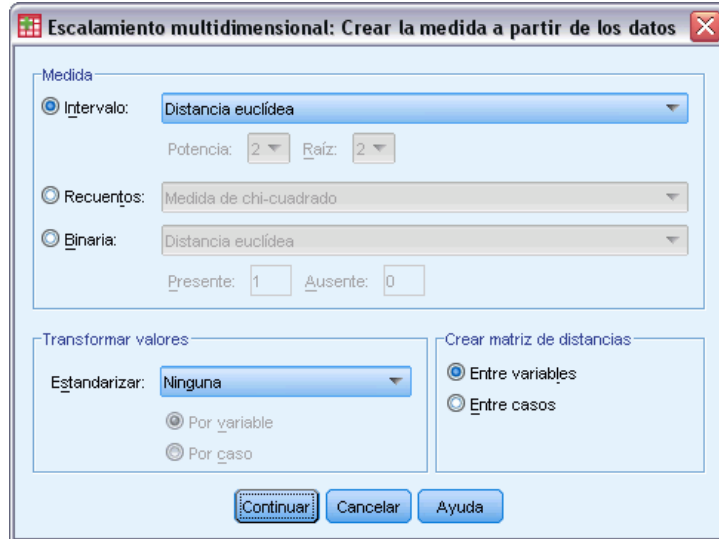 Escalamiento multidimensional: Crear la medida a partir de los datos
Medida
Intervalo: Distancia euclídea
Potencia: 2 Raíz: 2
Recuentos: Medida de chi-cuadrado
Binaria: Distancia euclídea
Presente: 1 Ausente: 0
Transformar valores
Estandarizar: Ninguna
Por variable
Por caso
Crear matriz de distancias
Entre variables
Entre casos
Continuar Cancelar Ayuda